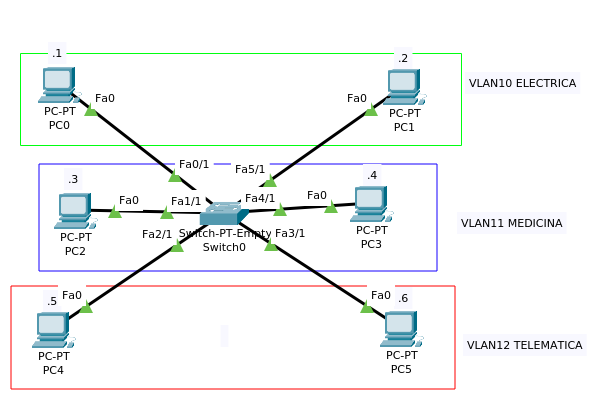 .1
.2
Fa0
Fa0
VLAN10 ELECTRICA
PC-PT
PC0
PC-PT
PC1
Fa0/1
Fa5/1
.3
.4
Fa0
Fa1/1
Fa4/1
Fa0
VLAN11 MEDICINA
PC-PT
PC2
Fa2/1
Switch-PT-Empty
Switch0
Fa3/1
PC-PT
PC3
.5
Fa0
Fa0
.6
VLAN12 TELEMATICA
PC-PT
PC4
PC-PT
PC5